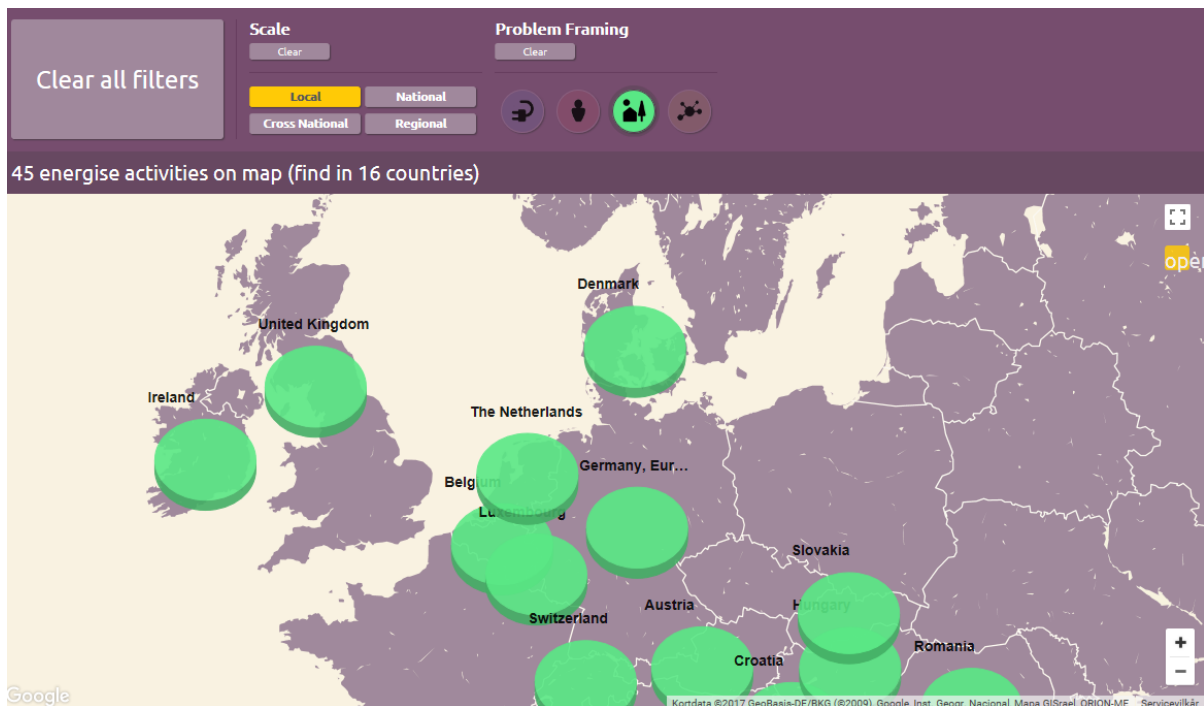 Clear all filters
Scale
Clear
Local
National
Cross National
Regional
Problem Framing
Clear
45 energise activities on map (find in 16 countries)
open
Denmark
United Kingdom
Ireland
The Netherlands
Germany, Eur...
Belgium
Luxembourg
Slovakia
Austria
Hungary
Switzerland
Romania
Croatia
+
−
Google
Kortdata ©2017 GeoBasis-DE/BKG (©2009), Google, Inst. Geogr. Nacional, Mapa GISrael, ORION-ME
Servicevilkår